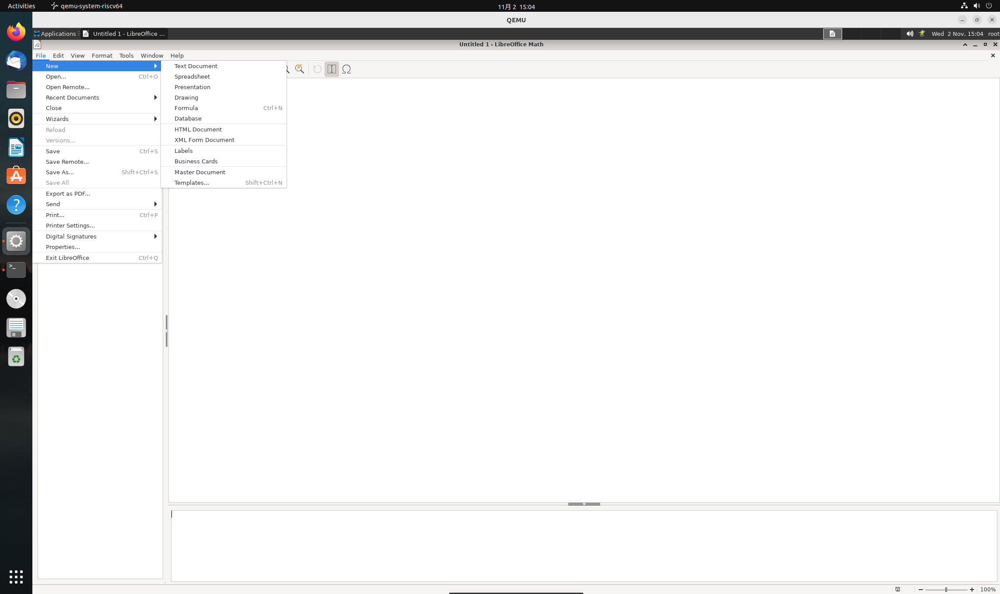 Activities qemu-system-riscv64 11月 2 15:04
QEMU
Applications Untitled 1 - LibreOffice ... Wed 2 Nov, 15:04 root
Untitled 1 - LibreOffice Math
File Edit View Format Tools Window Help
New
Open... Ctrl+O
Open Remote...
Recent Documents
Close
Wizards
Reload
Versions...
Save Ctrl+S
Save Remote...
Save As... Shift+Ctrl+S
Save All
Export as PDF...
Send
Print... Ctrl+P
Printer Settings...
Digital Signatures
Properties...
Exit LibreOffice Ctrl+Q
Text Document
Spreadsheet
Presentation
Drawing
Formula Ctrl+N
Database
HTML Document
XML Form Document
Labels
Business Cards
Master Document
Templates... Shift+Ctrl+N
100%